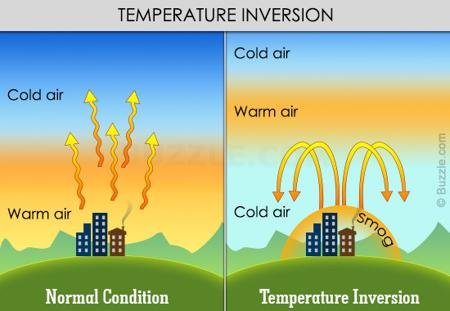 TEMPERATURE INVERSION
Cold air
Warm air
Normal Condition
Cold air
Warm air
Cold air
Smog
Temperature Inversion
© Buzzle.com